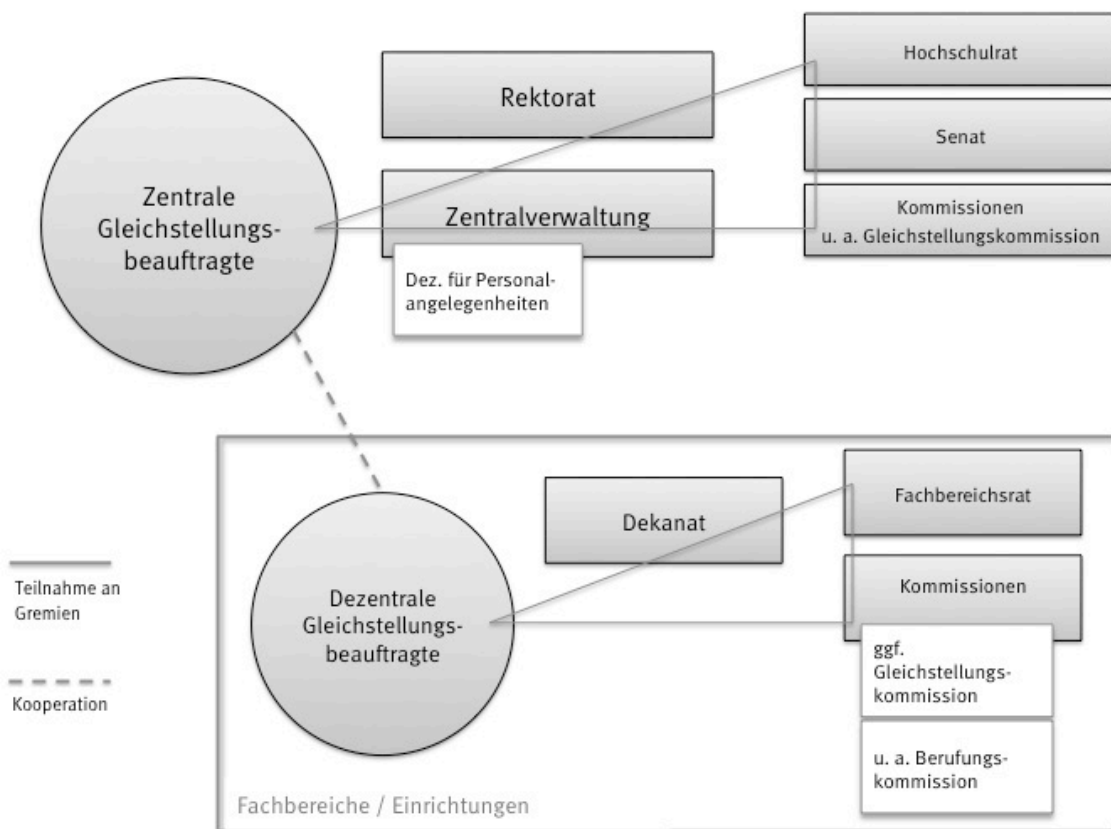 Zentrale
Gleichstellungs-
beauftragte
Rektorat
Zentralverwaltung
Dez. für Personal-
angelegenheiten
Hochschulrat
Senat
Kommissionen
u. a. Gleichstellungskommission
Teilnahme an
Gremien
Kooperation
Dezentrale
Gleichstellungs-
beauftragte
Dekanat
Fachbereichsrat
Kommissionen
ggf.
Gleichstellungs-
kommission
u. a. Berufungs-
kommission
Fachbereiche / Einrichtungen